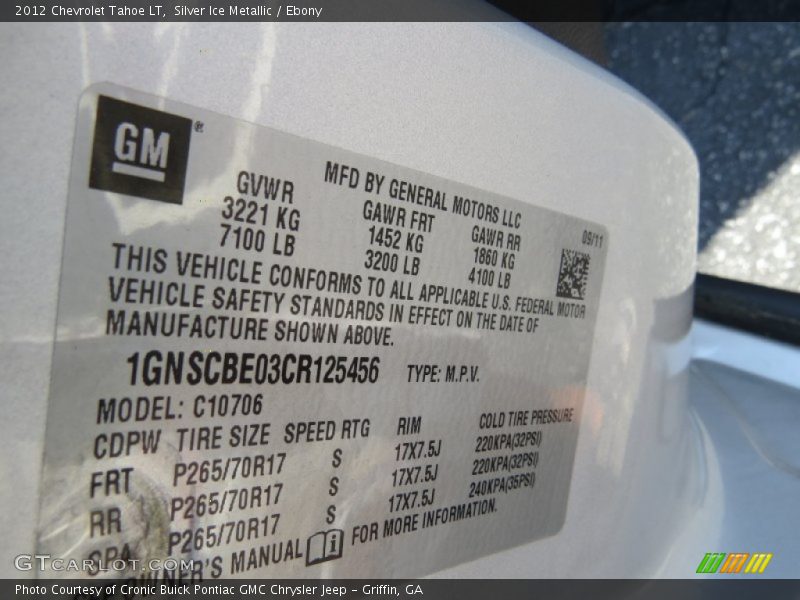 2012 Chevrolet Tahoe LT, Silver Ice Metallic / Ebony
GM ®
MFD BY GENERAL MOTORS LLC
GVWR GAWR FRT GAWR RR 09/11
3221 KG 1452 KG 1860 KG
7100 LB 3200 LB 4100 LB
THIS VEHICLE CONFORMS TO ALL APPLICABLE U.S. FEDERAL MOTOR
VEHICLE SAFETY STANDARDS IN EFFECT ON THE DATE OF
MANUFACTURE SHOWN ABOVE.
1GNSCBE03CR125456 TYPE: M.P.V.
MODEL: C10706
CDPW TIRE SIZE SPEED RTG RIM COLD TIRE PRESSURE
FRT P265/70R17 S 17X7.5J 220KPA(32PSI)
RR P265/70R17 S 17X7.5J 220KPA(32PSI)
SPA P265/70R17 S 17X7.5J 240KPA(35PSI)
OWNER'S MANUAL FOR MORE INFORMATION.
GTCarLot.com
Photo Courtesy of Cronic Buick Pontiac GMC Chrysler Jeep - Griffin, GA